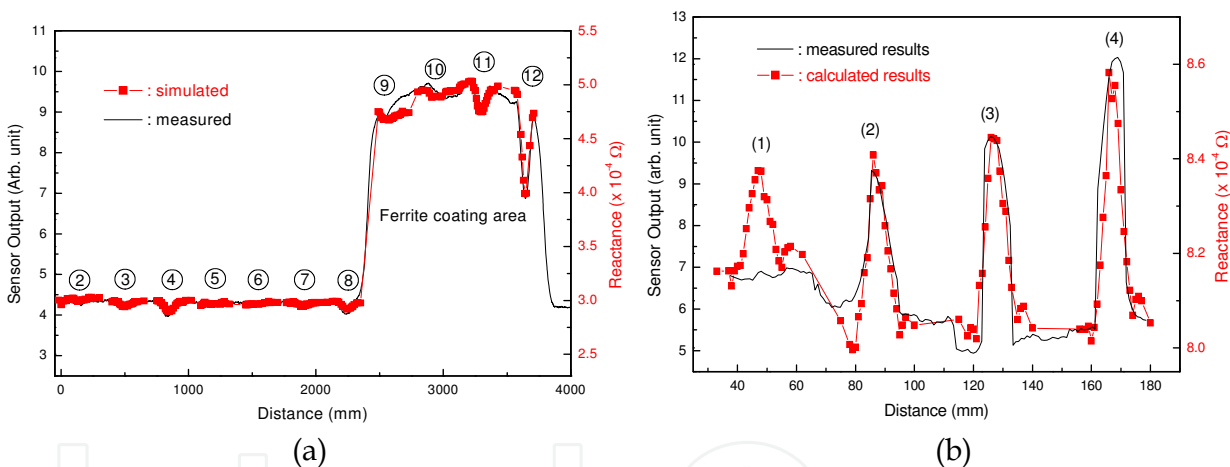 11
10
9
8
7
6
5
4
3
Sensor Output (Arb. unit)
5.5
5.0
4.5
4.0
3.5
3.0
2.5
Reactance (x 10⁻⁴ Ω)
: simulated
: measured
② ③ ④ ⑤ ⑥ ⑦ ⑧ ⑨ ⑩ ⑪ ⑫
Ferrite coating area
0 1000 2000 3000 4000
Distance (mm)
(a)
13
12
11
10
9
8
7
6
5
Sensor Output (arb. unit)
8.6
8.4
8.2
8.0
Reactance (x 10⁻⁴ Ω)
: measured results
: calculated results
(1) (2) (3) (4)
40 60 80 100 120 140 160 180
Distance (mm)
(b)